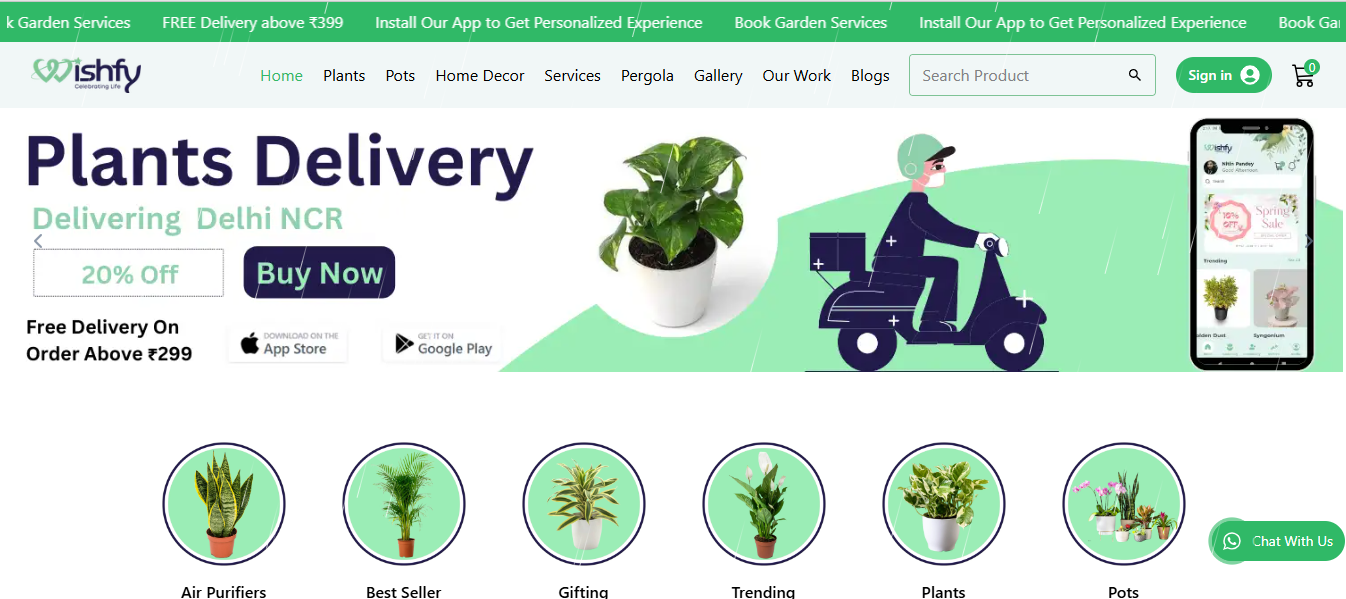 k Garden Services FREE Delivery above ₹399 Install Our App to Get Personalized Experience Book Garden Services Install Our App to Get Personalized Experience Book Gar
Wishfy
Celebrating Life
Home Plants Pots Home Decor Services Pergola Gallery Our Work Blogs Search Product Sign in 0
Plants Delivery
Delivering Delhi NCR
20% Off Buy Now
Free Delivery On
Order Above ₹299
DOWNLOAD ON THE
App Store
GET IT ON
Google Play
Wishfy
Nitin Pandey
Good Afternoon
Search
10%
OFF
Spring
Sale
Trending
olden Dust Syngonium
Air Purifiers Best Seller Gifting Trending Plants Pots
Chat With Us